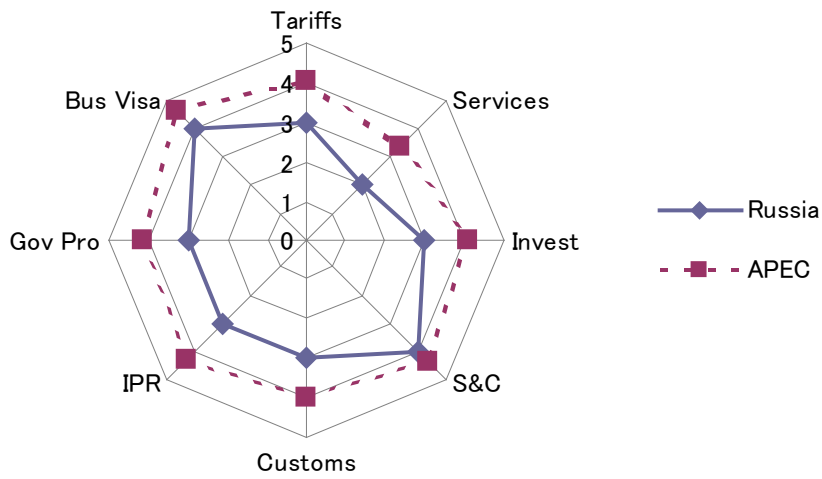 Tariffs
5
Bus Visa
4
Services
3
2
1
Gov Pro
0
Invest
Russia
APEC
IPR
S&C
Customs